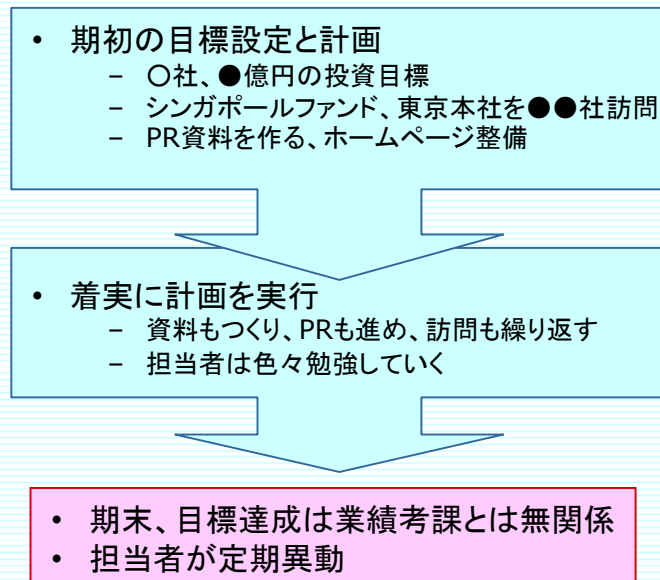 • 期初の目標設定と計画
– 〇社、●億円の投資目標
– シンガポールファンド、東京本社を●●社訪問
– PR資料を作る、ホームページ整備
• 着実に計画を実行
– 資料もつくり、PRも進め、訪問も繰り返す
– 担当者は色々勉強していく
• 期末、目標達成は業績考課とは無関係
• 担当者が定期異動